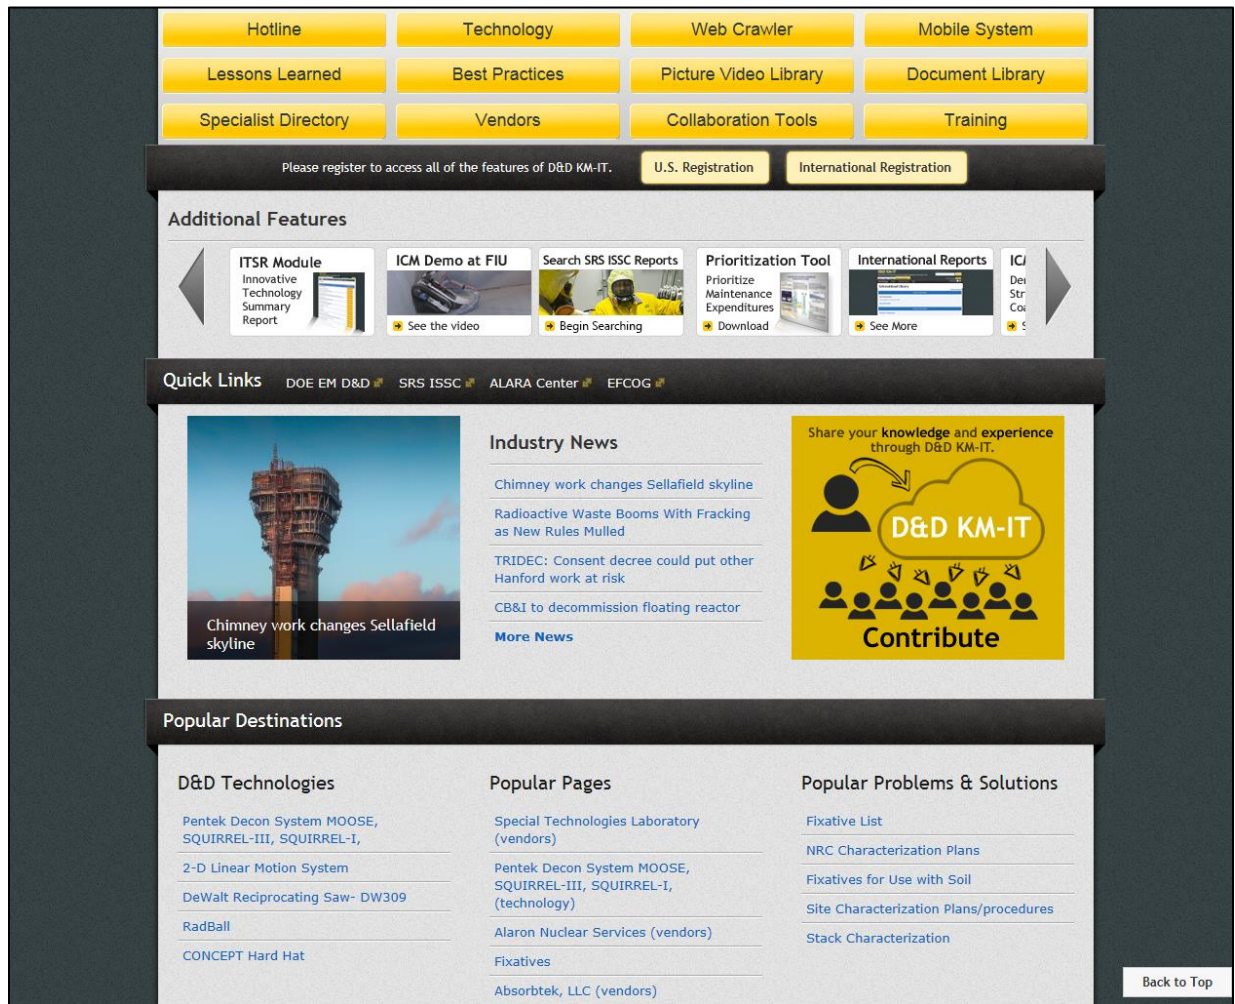 Hotline
Technology
Web Crawler
Mobile System
Lessons Learned
Best Practices
Picture Video Library
Document Library
Specialist Directory
Vendors
Collaboration Tools
Training
Please register to access all of the features of D&D KM-IT.
U.S. Registration
International Registration
Additional Features
ITSR Module
Innovative
Technology
Summary
Report
ICM Demo at FIU
See the video
Search SRS ISSC Reports
Begin Searching
Prioritization Tool
Prioritize
Maintenance
Expenditures
Download
International Reports
See More
Quick Links
DOE EM D&D
SRS ISSC
ALARA Center
EFCOG
Chimney work changes Sellafield
skyline
Industry News
Chimney work changes Sellafield skyline
Radioactive Waste Booms With Fracking
as New Rules Mulled
TRIDEC: Consent decree could put other
Hanford work at risk
CB&I to decommission floating reactor
More News
Share your knowledge and experience
through D&D KM-IT.
D&D KM-IT
Contribute
Popular Destinations
D&D Technologies
Pentek Decon System MOOSE,
SQUIRREL-III, SQUIRREL-I,
2-D Linear Motion System
DeWalt Reciprocating Saw- DW309
RadBall
CONCEPT Hard Hat
Popular Pages
Special Technologies Laboratory
(vendors)
Pentek Decon System MOOSE,
SQUIRREL-III, SQUIRREL-I,
(technology)
Alaron Nuclear Services (vendors)
Fixatives
Absorbtek, LLC (vendors)
Popular Problems & Solutions
Fixative List
NRC Characterization Plans
Fixatives for Use with Soil
Site Characterization Plans/procedures
Stack Characterization
Back to Top